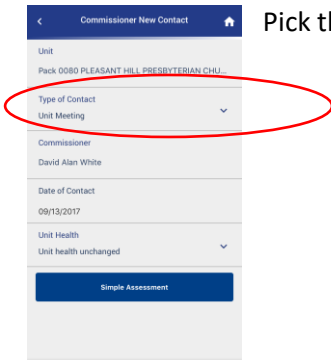 Commissioner New Contact
Pick th
Unit
Pack 0080 PLEASANT HILL PRESBYTERIAN CHU...
Type of Contact
Unit Meeting
Commissioner
David Alan White
Date of Contact
09/13/2017
Unit Health
Unit health unchanged
Simple Assessment